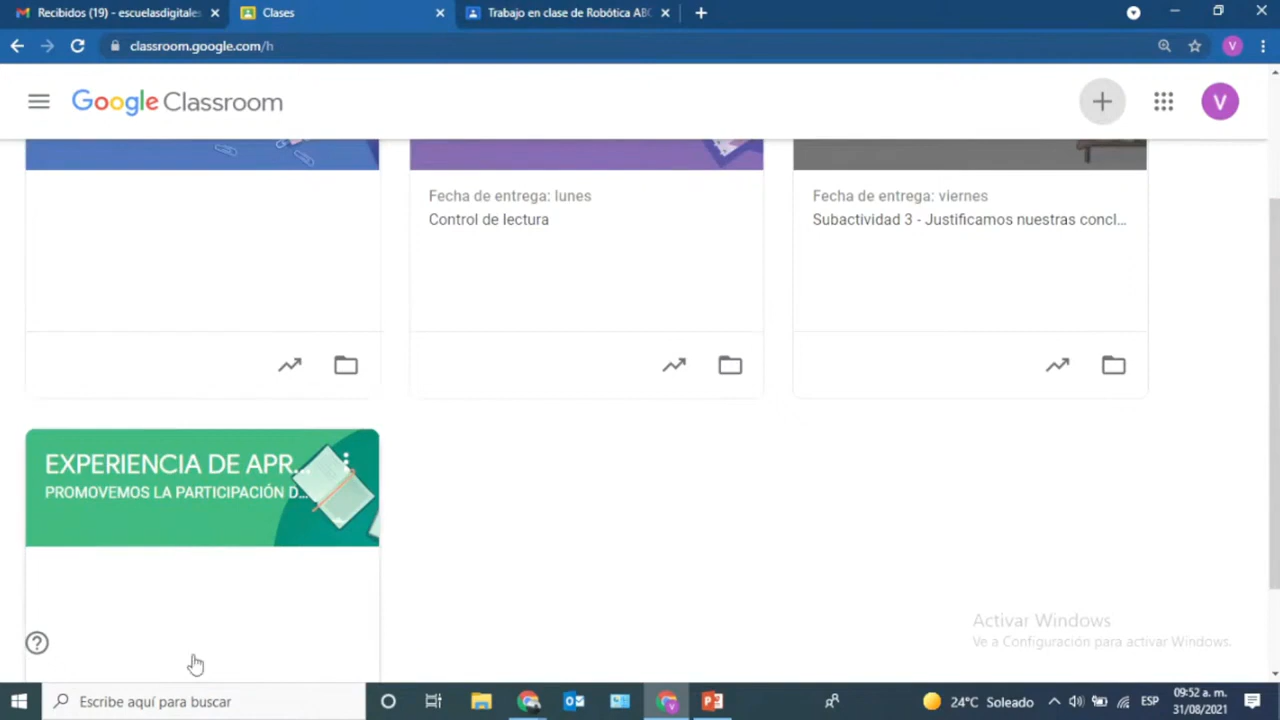 Recibidos (19) - escuelasdigitales
Clases
Trabajo en clase de Robótica ABC
classroom.google.com/h
V
Google Classroom
V
Fecha de entrega: lunes
Control de lectura
Fecha de entrega: viernes
Subactividad 3 - Justificamos nuestras concl...
EXPERIENCIA DE APR...
PROMOVEMOS LA PARTICIPACIÓN D...
Activar Windows
Ve a Configuración para activar Windows.
Escribe aquí para buscar
24°C Soleado
ESP
09:52 a. m.
31/08/2021